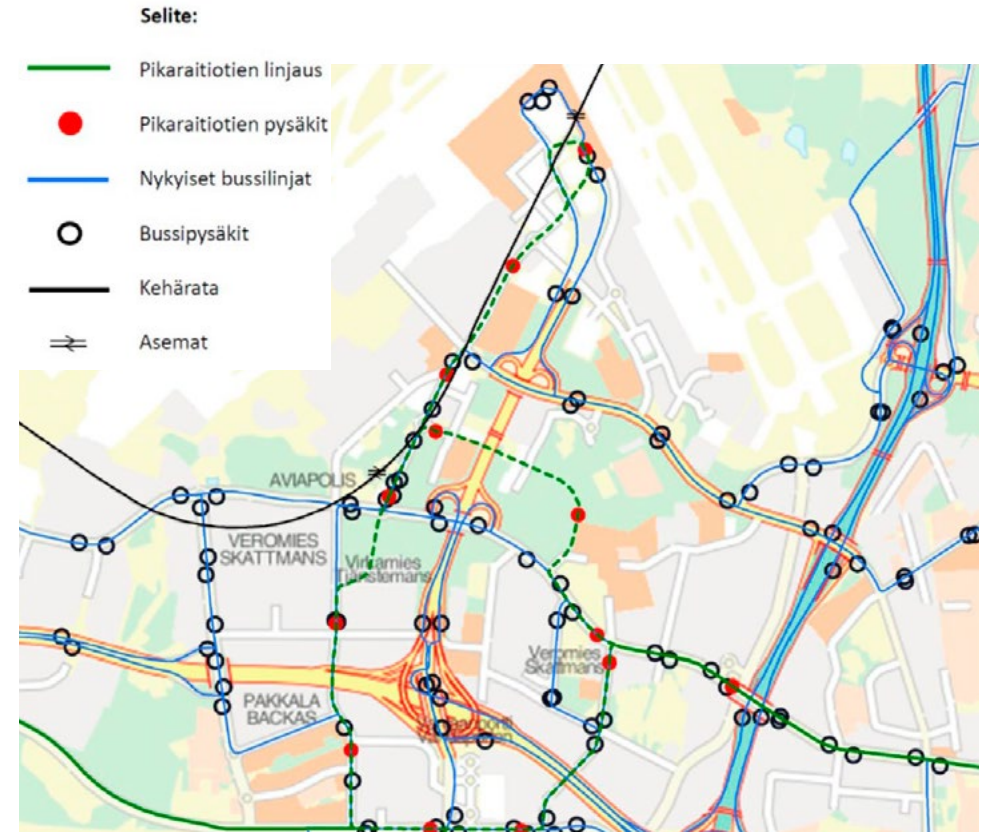 Selite:
Pikaraitiotien linjaus
Pikaraitiotien pysäkit
Nykyiset bussilinjat
Bussipysäkit
Kehärata
Asemat
AVIAPOLIS
VEROMIES
SKATTMANS
Virkamies
Tjänstemans
Veromies
Skattmans
PAKKALA
BACKAS